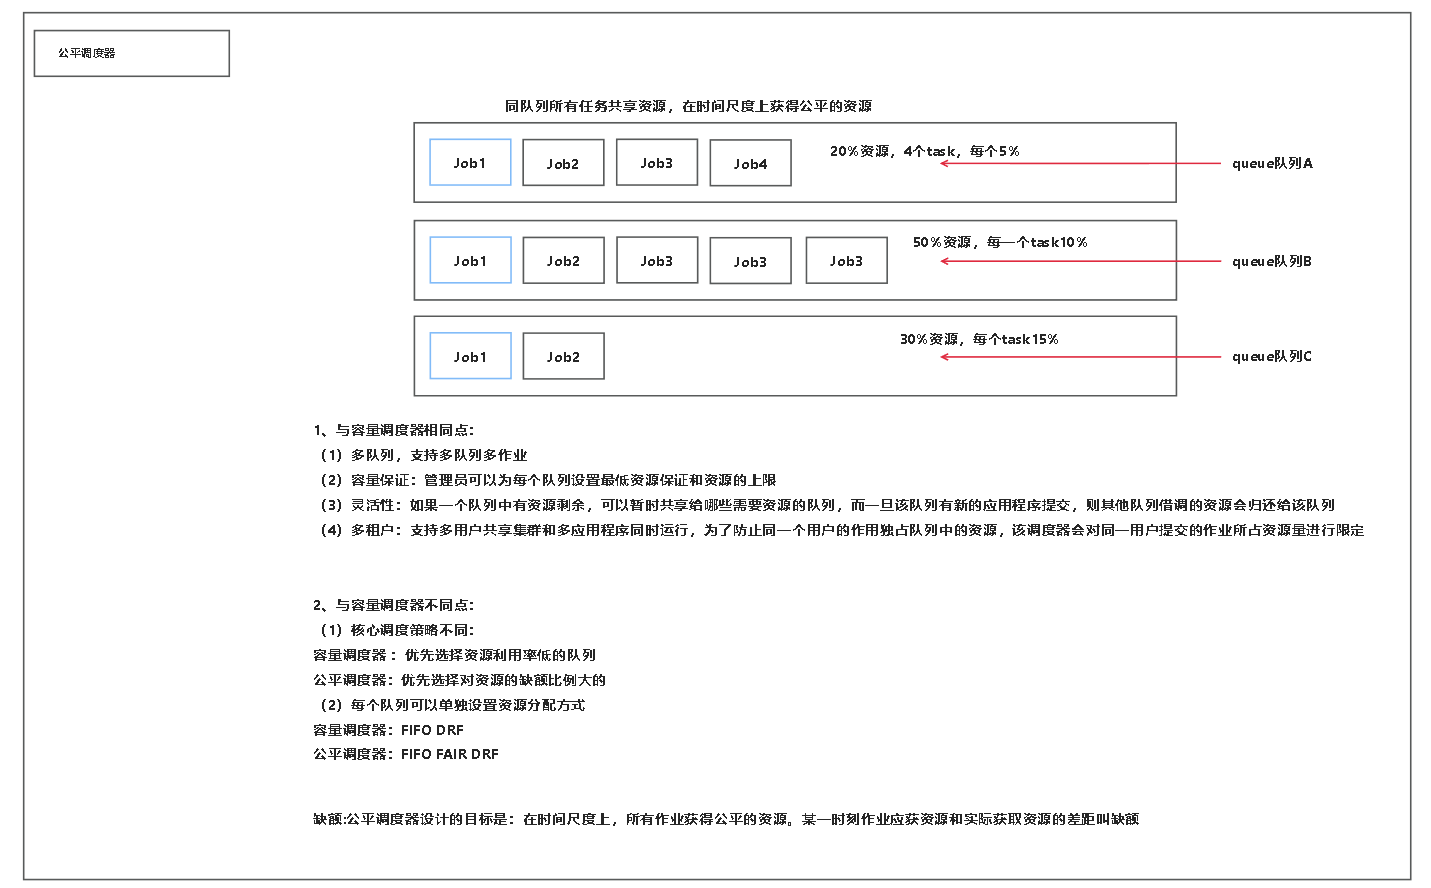 公平调度器
同队列所有任务共享资源，在时间尺度上获得公平的资源
Job1 Job2 Job3 Job4 20%资源，4个task，每个5% queue队列A
Job1 Job2 Job3 Job3 Job3 50%资源，每一个task10% queue队列B
Job1 Job2 30%资源，每个task15% queue队列C
1、与容量调度器相同点：
（1）多队列，支持多队列多作业
（2）容量保证：管理员可以为每个队列设置最低资源保证和资源的上限
（3）灵活性：如果一个队列中有资源剩余，可以暂时共享给哪些需要资源的队列，而一旦该队列有新的应用程序提交，则其他队列借调的资源会归还给该队列
（4）多租户：支持多用户共享集群和多应用程序同时运行，为了防止同一个用户的作用独占队列中的资源，该调度器会对同一用户提交的作业所占资源量进行限定
2、与容量调度器不同点：
（1）核心调度策略不同：
容量调度器：优先选择资源利用率低的队列
公平调度器：优先选择对资源的缺额比例大的
（2）每个队列可以单独设置资源分配方式
容量调度器：FIFO DRF
公平调度器：FIFO FAIR DRF
缺额:公平调度器设计的目标是：在时间尺度上，所有作业获得公平的资源。某一时刻作业应获资源和实际获取资源的差距叫缺额